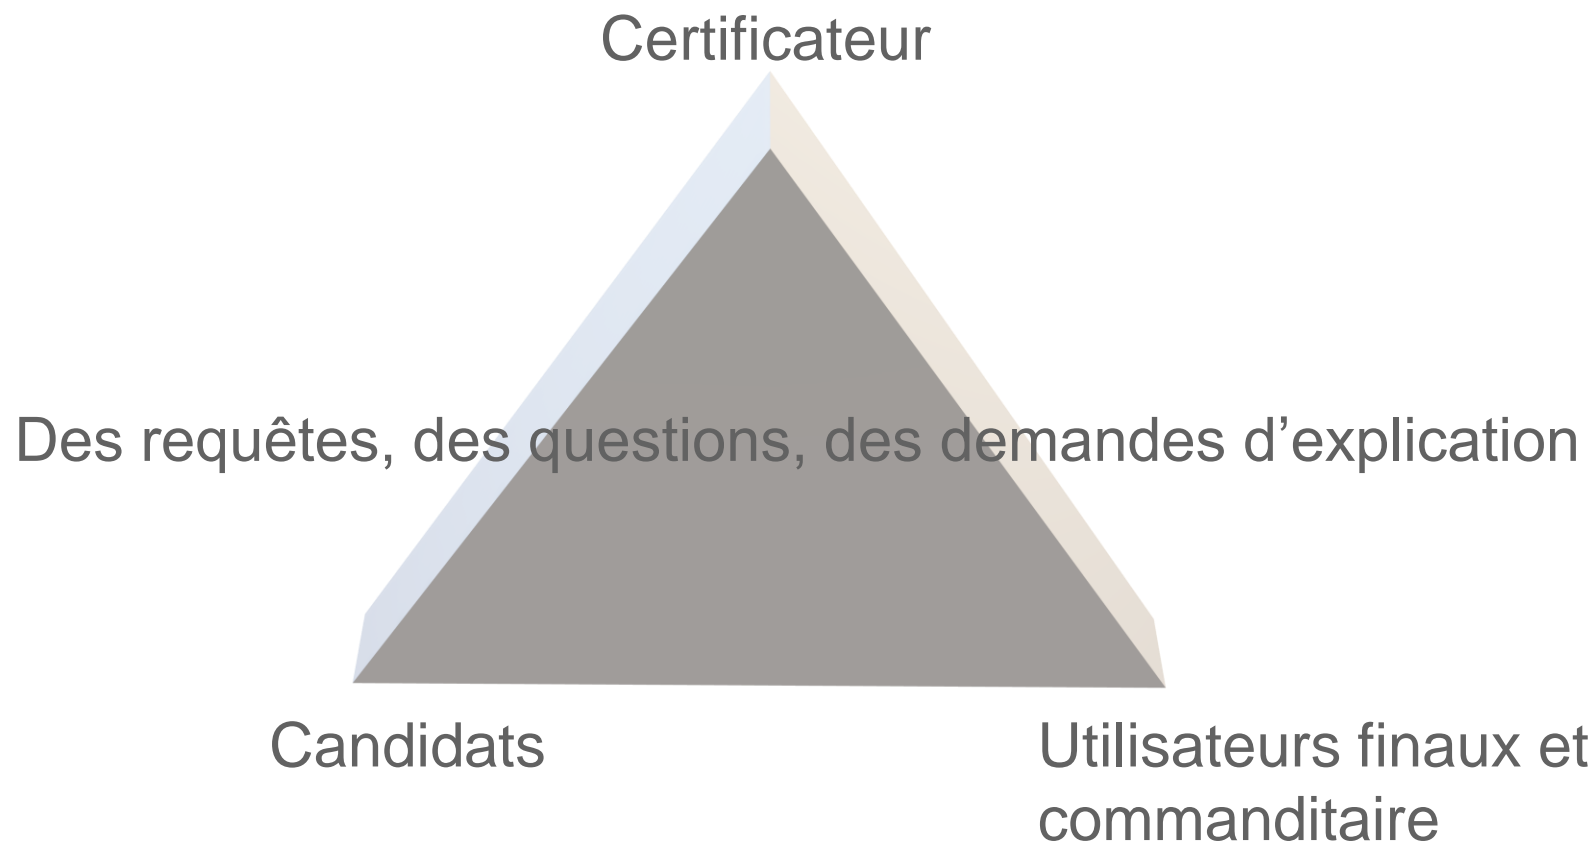 Certificateur
Des requêtes, des questions, des demandes d’explication
Candidats
Utilisateurs finaux et
commanditaire